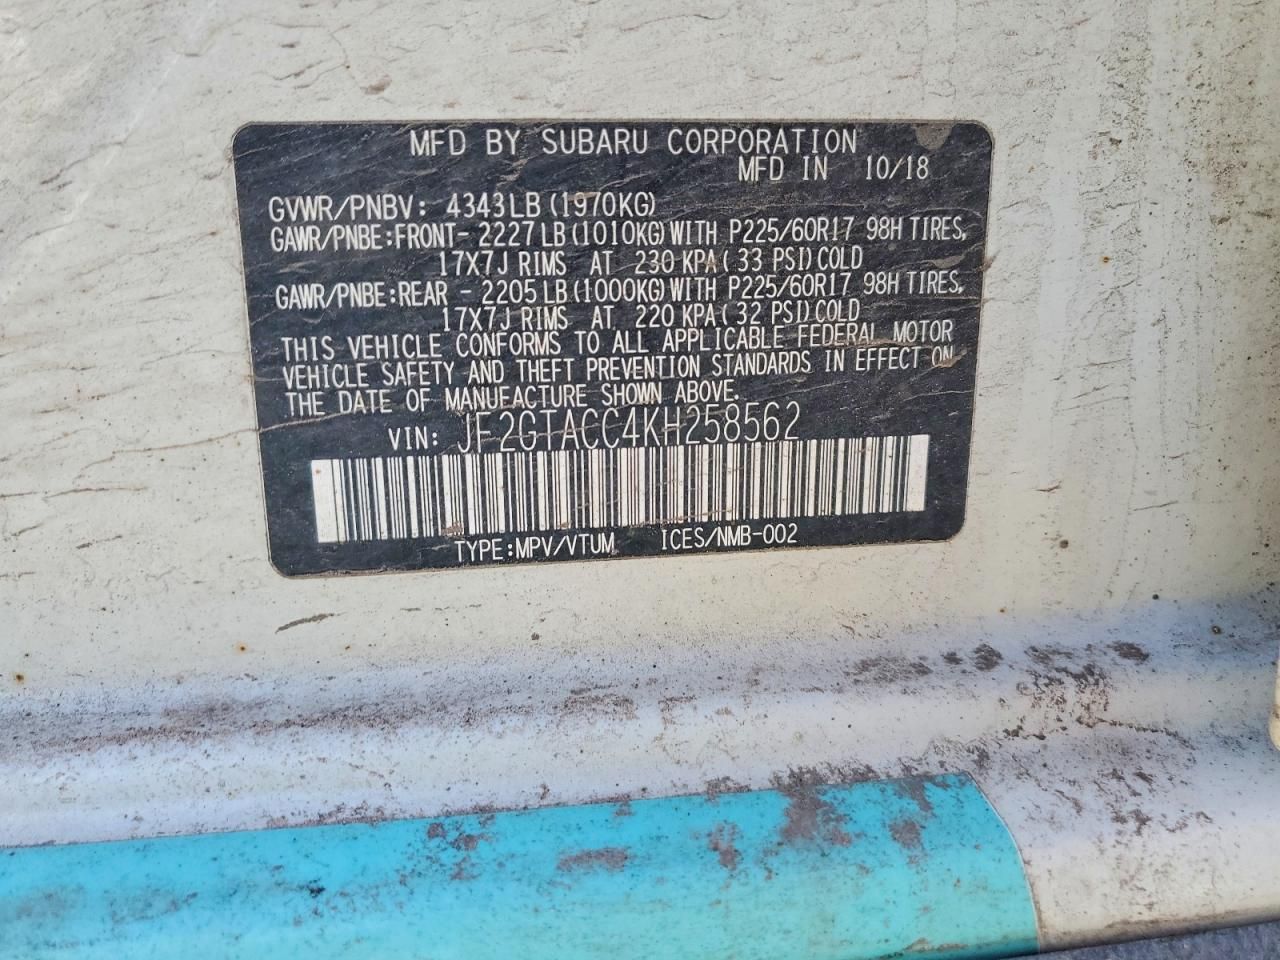 MFD BY SUBARU CORPORATION
MFD IN 10/18
GVWR/PNBV: 4343LB (1970KG)
GAWR/PNBE:FRONT- 2227LB (1010KG) WITH P225/60R17 98H TIRES,
17X7J RIMS AT 230 KPA (33 PSI) COLD
GAWR/PNBE:REAR - 2205LB (1000KG) WITH P225/60R17 98H TIRES,
17X7J RIMS AT 220 KPA (32 PSI) COLD
THIS VEHICLE CONFORMS TO ALL APPLICABLE FEDERAL MOTOR
VEHICLE SAFETY AND THEFT PREVENTION STANDARDS IN EFFECT ON
THE DATE OF MANUFACTURE SHOWN ABOVE.
VIN: JF2GTACC4KH258562
TYPE:MPV/VTUM ICES/NMB-002